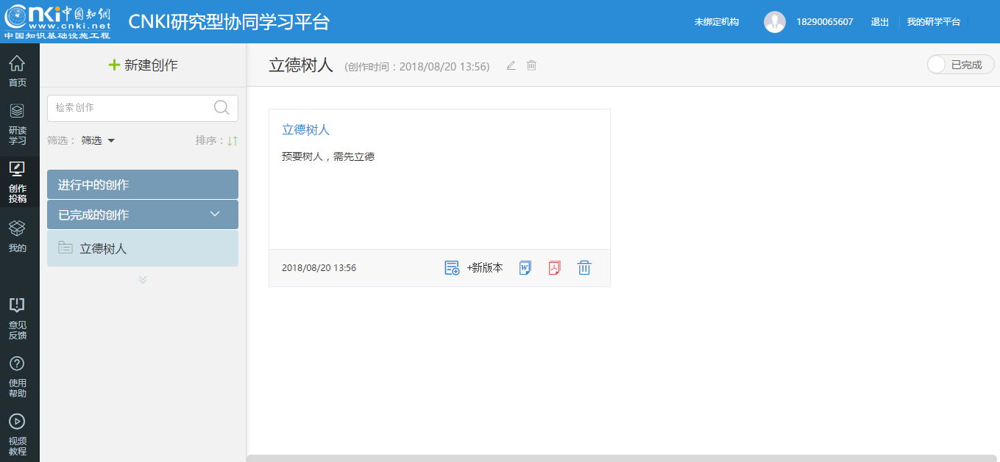 cnki中国知网
www.cnki.net
中国知识基础设施工程
CNKI研究型协同学习平台
未绑定机构
18290065607
退出
我的研学平台
首页
研读
学习
创作
投稿
我的
意见
反馈
使用
帮助
视频
教程
新建创作
检索创作
筛选：
筛选
排序：
进行中的创作
已完成的创作
立德树人
立德树人
(创作时间：2018/08/20 13:56)
已完成
立德树人
预要树人，需先立德
2018/08/20 13:56
+新版本